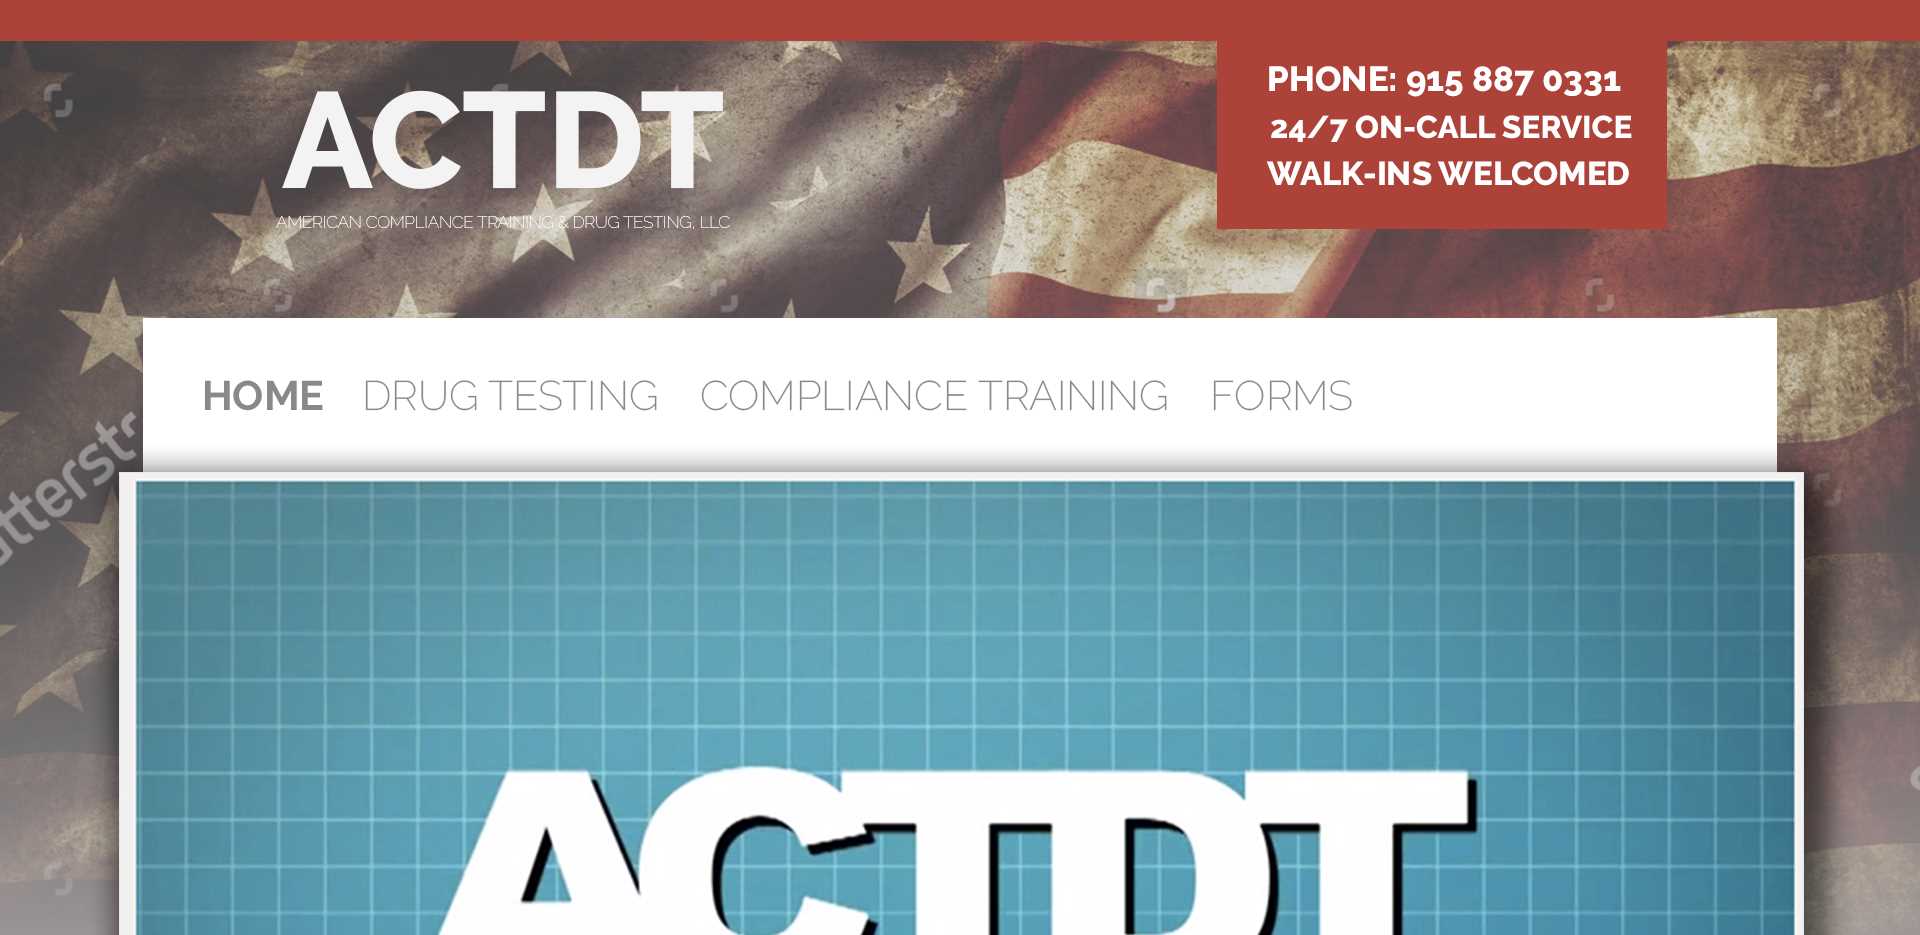 ACTDT
AMERICAN COMPLIANCE TRAINING & DRUG TESTING, LLC
PHONE: 915 887 0331
24/7 ON-CALL SERVICE
WALK-INS WELCOMED
HOME DRUG TESTING COMPLIANCE TRAINING FORMS
ACTDT